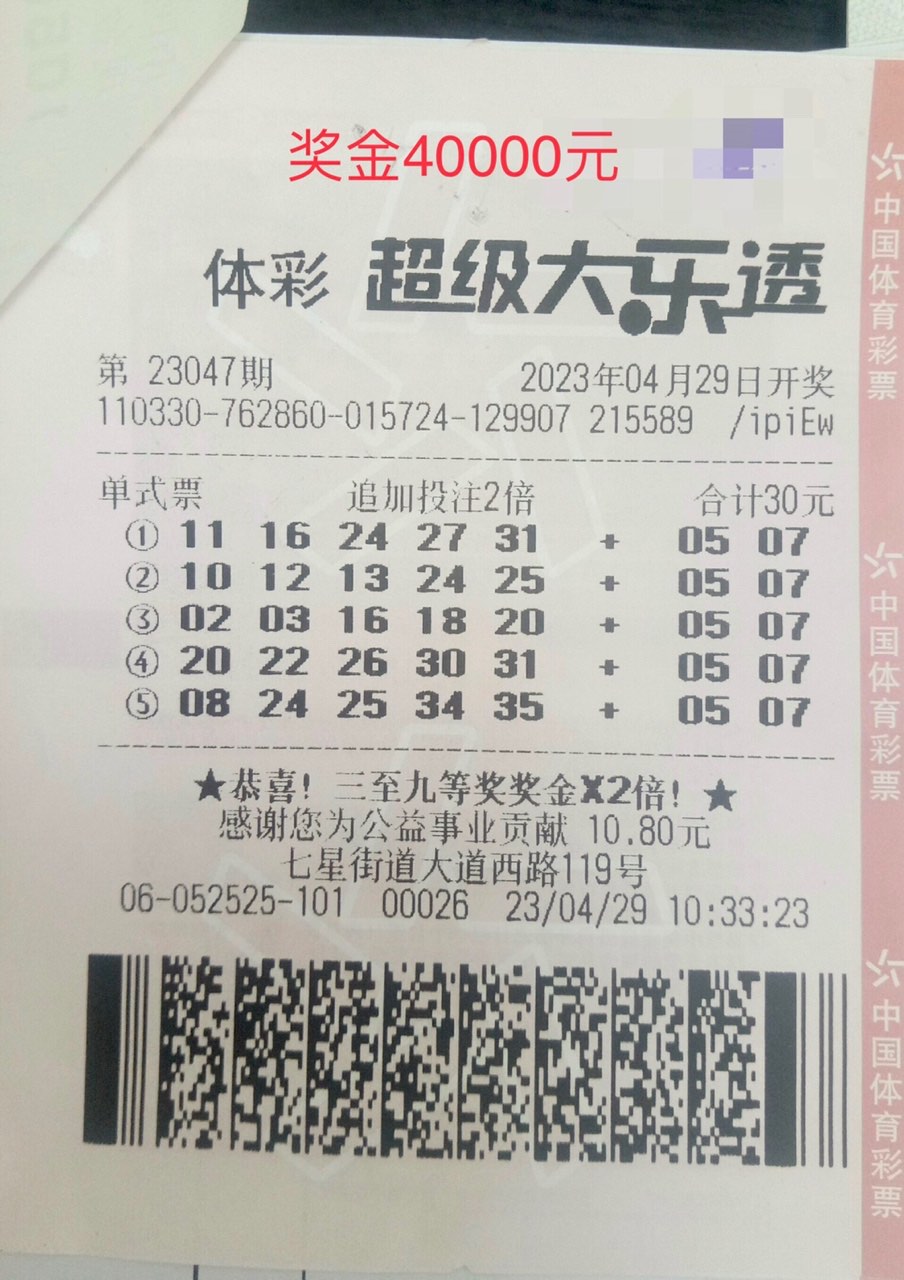 奖金40000元
体彩 超级大乐透
第 23047期 2023年04月29日开奖
110330-762860-015724-129907 215589 /ipiEw
单式票 追加投注2倍 合计30元
① 11 16 24 27 31 + 05 07
② 10 12 13 24 25 + 05 07
③ 02 03 16 18 20 + 05 07
④ 20 22 26 30 31 + 05 07
⑤ 08 24 25 34 35 + 05 07
★恭喜! 三至九等奖奖金X2倍! ★
感谢您为公益事业贡献 10.80元
七星街道大道西路119号
06-052525-101 00026 23/04/29 10:33:23
中国体育彩票
中国体育彩票
中国体育彩票